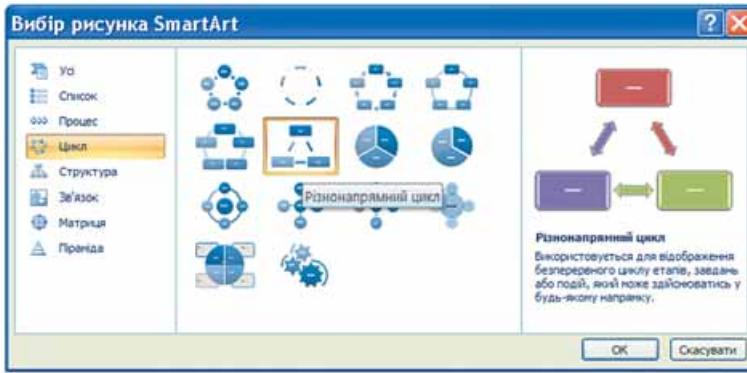 Вибір рисунка SmartArt
Усі
Список
Процес
Цикл
Структура
Зв'язок
Матриця
Піраміда
Різнонапрямний цикл
Різнонапрямний цикл
Використовується для відображення
безперервного циклу етапів, завдань
або подій, який може здійснюватись у
будь-якому напрямку.
ОК
Скасувати